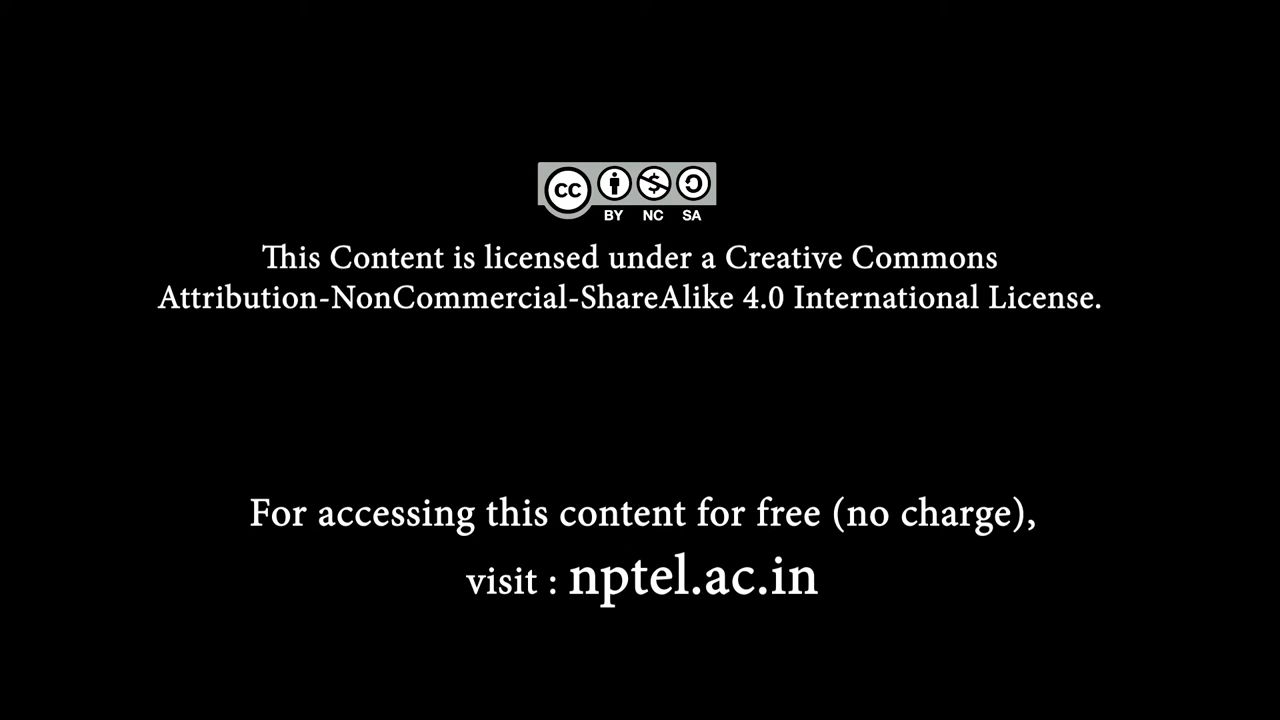 cc BY NC SA
This Content is licensed under a Creative Commons
Attribution-NonCommercial-ShareAlike 4.0 International License.
For accessing this content for free (no charge),
visit : nptel.ac.in